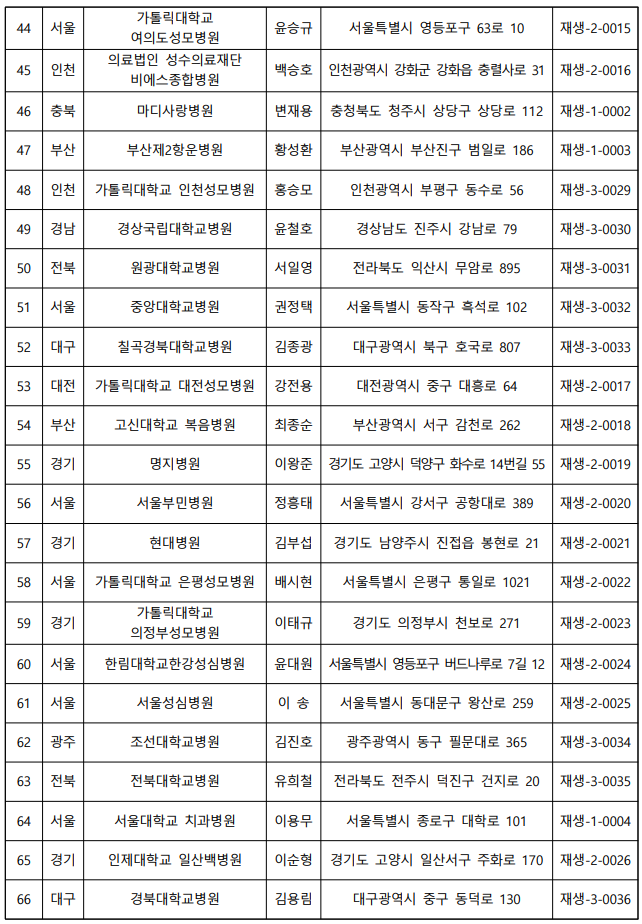 44 서울 가톨릭대학교 여의도성모병원 윤승규 서울특별시 영등포구 63로 10 재생-2-0015
45 인천 의료법인 성수의료재단 비에스종합병원 백승호 인천광역시 강화군 강화읍 충렬사로 31 재생-2-0016
46 충북 마디사랑병원 변재용 충청북도 청주시 상당구 상당로 112 재생-1-0002
47 부산 부산제2항운병원 황성환 부산광역시 부산진구 범일로 186 재생-1-0003
48 인천 가톨릭대학교 인천성모병원 홍승모 인천광역시 부평구 동수로 56 재생-3-0029
49 경남 경상국립대학교병원 윤철호 경상남도 진주시 강남로 79 재생-3-0030
50 전북 원광대학교병원 서일영 전라북도 익산시 무왕로 895 재생-3-0031
51 서울 중앙대학교병원 권정택 서울특별시 동작구 흑석로 102 재생-3-0032
52 대구 칠곡경북대학교병원 김종광 대구광역시 북구 호국로 807 재생-3-0033
53 대전 가톨릭대학교 대전성모병원 강전용 대전광역시 중구 대흥로 64 재생-2-0017
54 부산 고신대학교 복음병원 최종순 부산광역시 서구 감천로 262 재생-2-0018
55 경기 명지병원 이왕준 경기도 고양시 덕양구 화수로 14번길 55 재생-2-0019
56 서울 서울부민병원 정흥태 서울특별시 강서구 공항대로 389 재생-2-0020
57 경기 현대병원 김부섭 경기도 남양주시 진접읍 봉현로 21 재생-2-0021
58 서울 가톨릭대학교 은평성모병원 배시현 서울특별시 은평구 통일로 1021 재생-2-0022
59 경기 가톨릭대학교 의정부성모병원 이태규 경기도 의정부시 천보로 271 재생-2-0023
60 서울 한림대학교한강성심병원 윤대원 서울특별시 영등포구 버드나루로 7길 12 재생-2-0024
61 서울 서울성심병원 이 송 서울특별시 동대문구 왕산로 259 재생-2-0025
62 광주 조선대학교병원 김진호 광주광역시 동구 필문대로 365 재생-3-0034
63 전북 전북대학교병원 유희철 전라북도 전주시 덕진구 건지로 20 재생-3-0035
64 서울 서울대학교 치과병원 이용무 서울특별시 종로구 대학로 101 재생-1-0004
65 경기 인제대학교 일산백병원 이순형 경기도 고양시 일산서구 주화로 170 재생-2-0026
66 대구 경북대학교병원 김용림 대구광역시 중구 동덕로 130 재생-3-0036